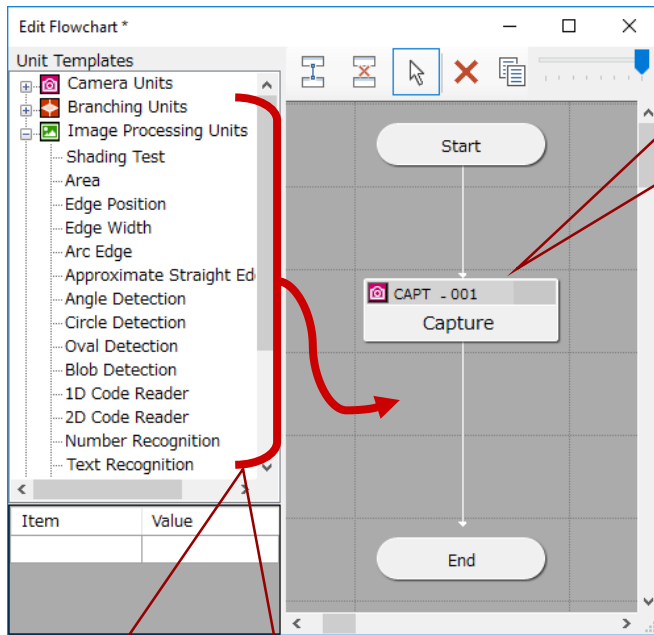 Edit Flowchart *
Unit Templates
Camera Units
Branching Units
Image Processing Units
Shading Test
Area
Edge Position
Edge Width
Arc Edge
Approximate Straight Ed
Angle Detection
Circle Detection
Oval Detection
Blob Detection
1D Code Reader
2D Code Reader
Number Recognition
Text Recognition
Item Value
Start
CAPT - 001
Capture
End